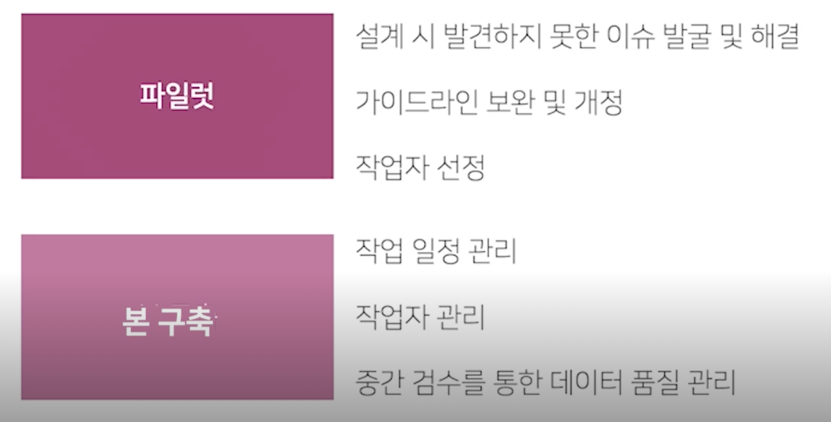 파일럿
설계 시 발견하지 못한 이슈 발굴 및 해결
가이드라인 보완 및 개정
작업자 선정
본 구축
작업 일정 관리
작업자 관리
중간 검수를 통한 데이터 품질 관리